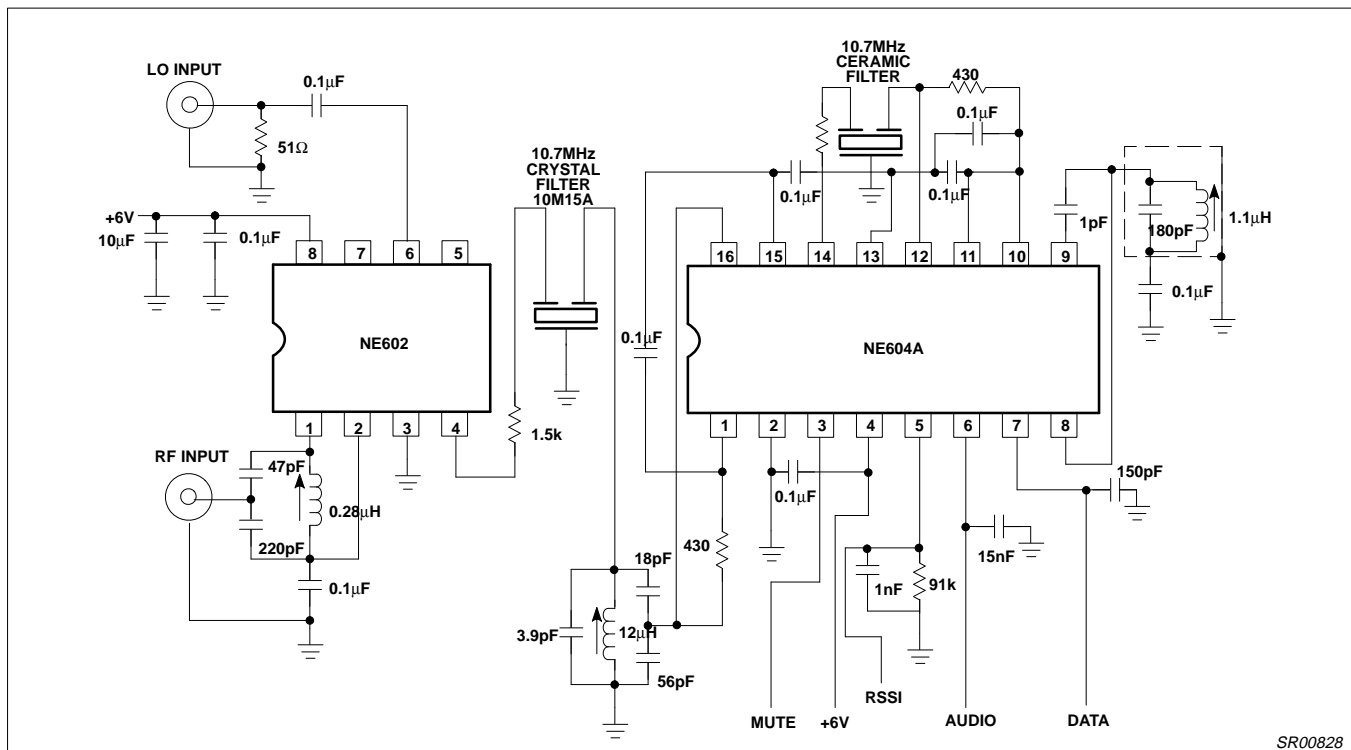 LO INPUT
0.1μF
51Ω
+6V
10μF
0.1μF
8
7
6
5
NE602
1
2
3
4
RF INPUT
47pF
0.28μH
220pF
0.1μF
10.7MHz
CRYSTAL
FILTER
10M15A
1.5k
10.7MHz
CERAMIC
FILTER
430
0.1μF
0.1μF
0.1μF
1pF
180pF
1.1μH
0.1μF
16
15
14
13
12
11
10
9
0.1μF
NE604A
1
2
3
4
5
6
7
8
0.1μF
150pF
430
18pF
3.9pF
12μH
56pF
1nF
91k
15nF
RSSI
MUTE
+6V
AUDIO
DATA
SR00828